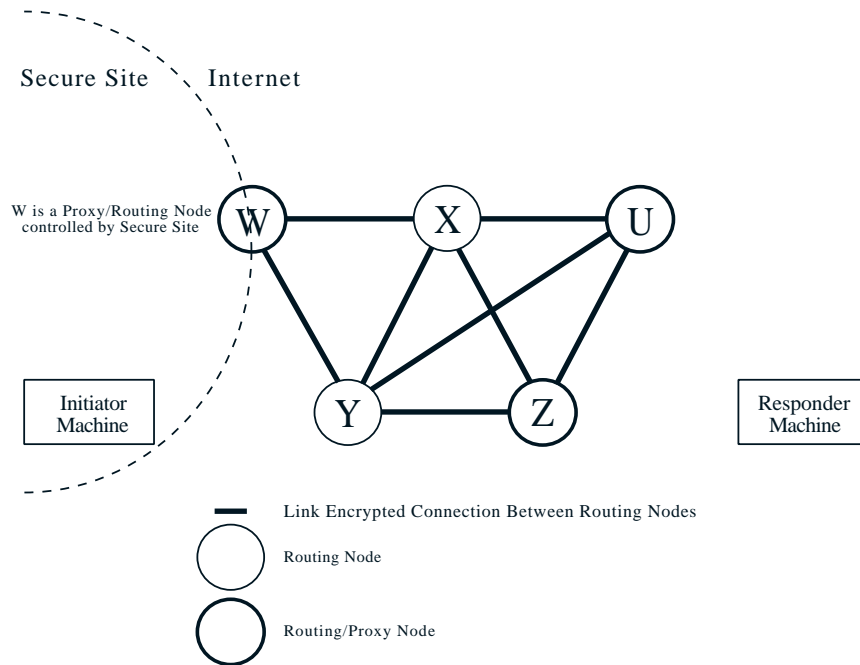 Secure Site
Internet
W is a Proxy/Routing Node
controlled by Secure Site
W
X
U
Y
Z
Initiator
Machine
Responder
Machine
Link Encrypted Connection Between Routing Nodes
Routing Node
Routing/Proxy Node